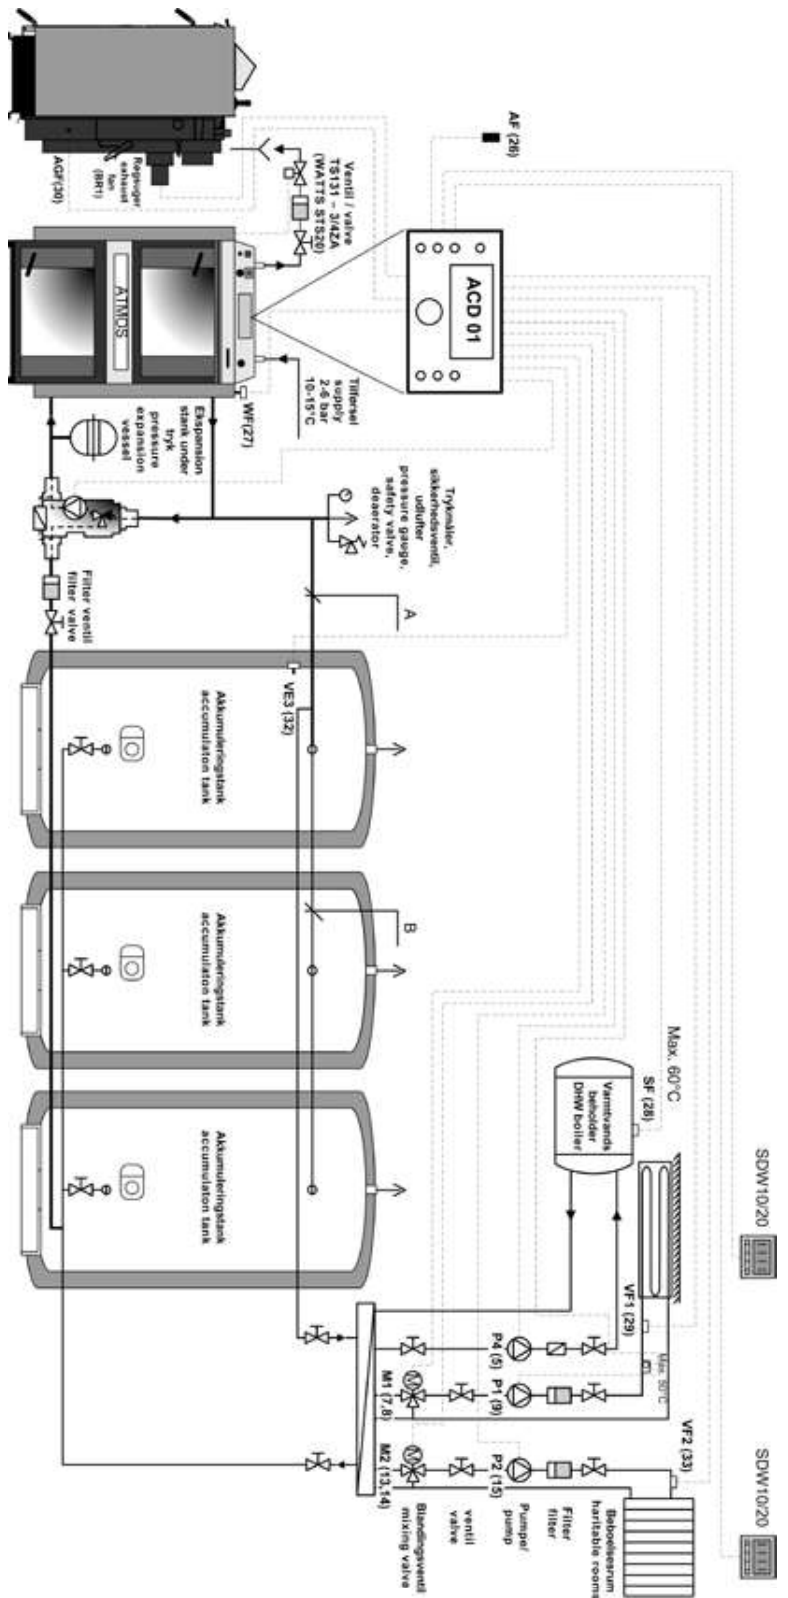 SDW10/20
SDW10/20
Max. 60°C
AF (26)
ACD 01
SF (28)
Varmtvands
beholder
DHW boiler
VF1 (29)
Max. 50°C
VF2 (33)
Beboelsesrum
haritable rooms
Filter
filter
Pumpe/
pump
ventil
valve
Blandingsventil
mixing valve
P4 (5)
P1 (9)
P2 (15)
M1 (7,8)
M2 (13,14)
Ventil / valve
TS131 – 3/4ZA
(WATTS STS20)
Tilførsel
supply
2-6 bar
10-15°C
Trykmåler,
sikkerhedsventil,
udlufter
pressure gauge,
safety valve,
deaerator
A
B
WF(27)
VE3 (32)
Røgsuger
exhaust
fan
(BR1)
AGF(30)
ATMOS
Ekspansion
stank under
tryk
pressure
expansion
vessel
Filter ventil
filter valve
Akkumuleringstank
accumulaton tank
Akkumuleringstank
accumulaton tank
Akkumuleringstank
accumulaton tank